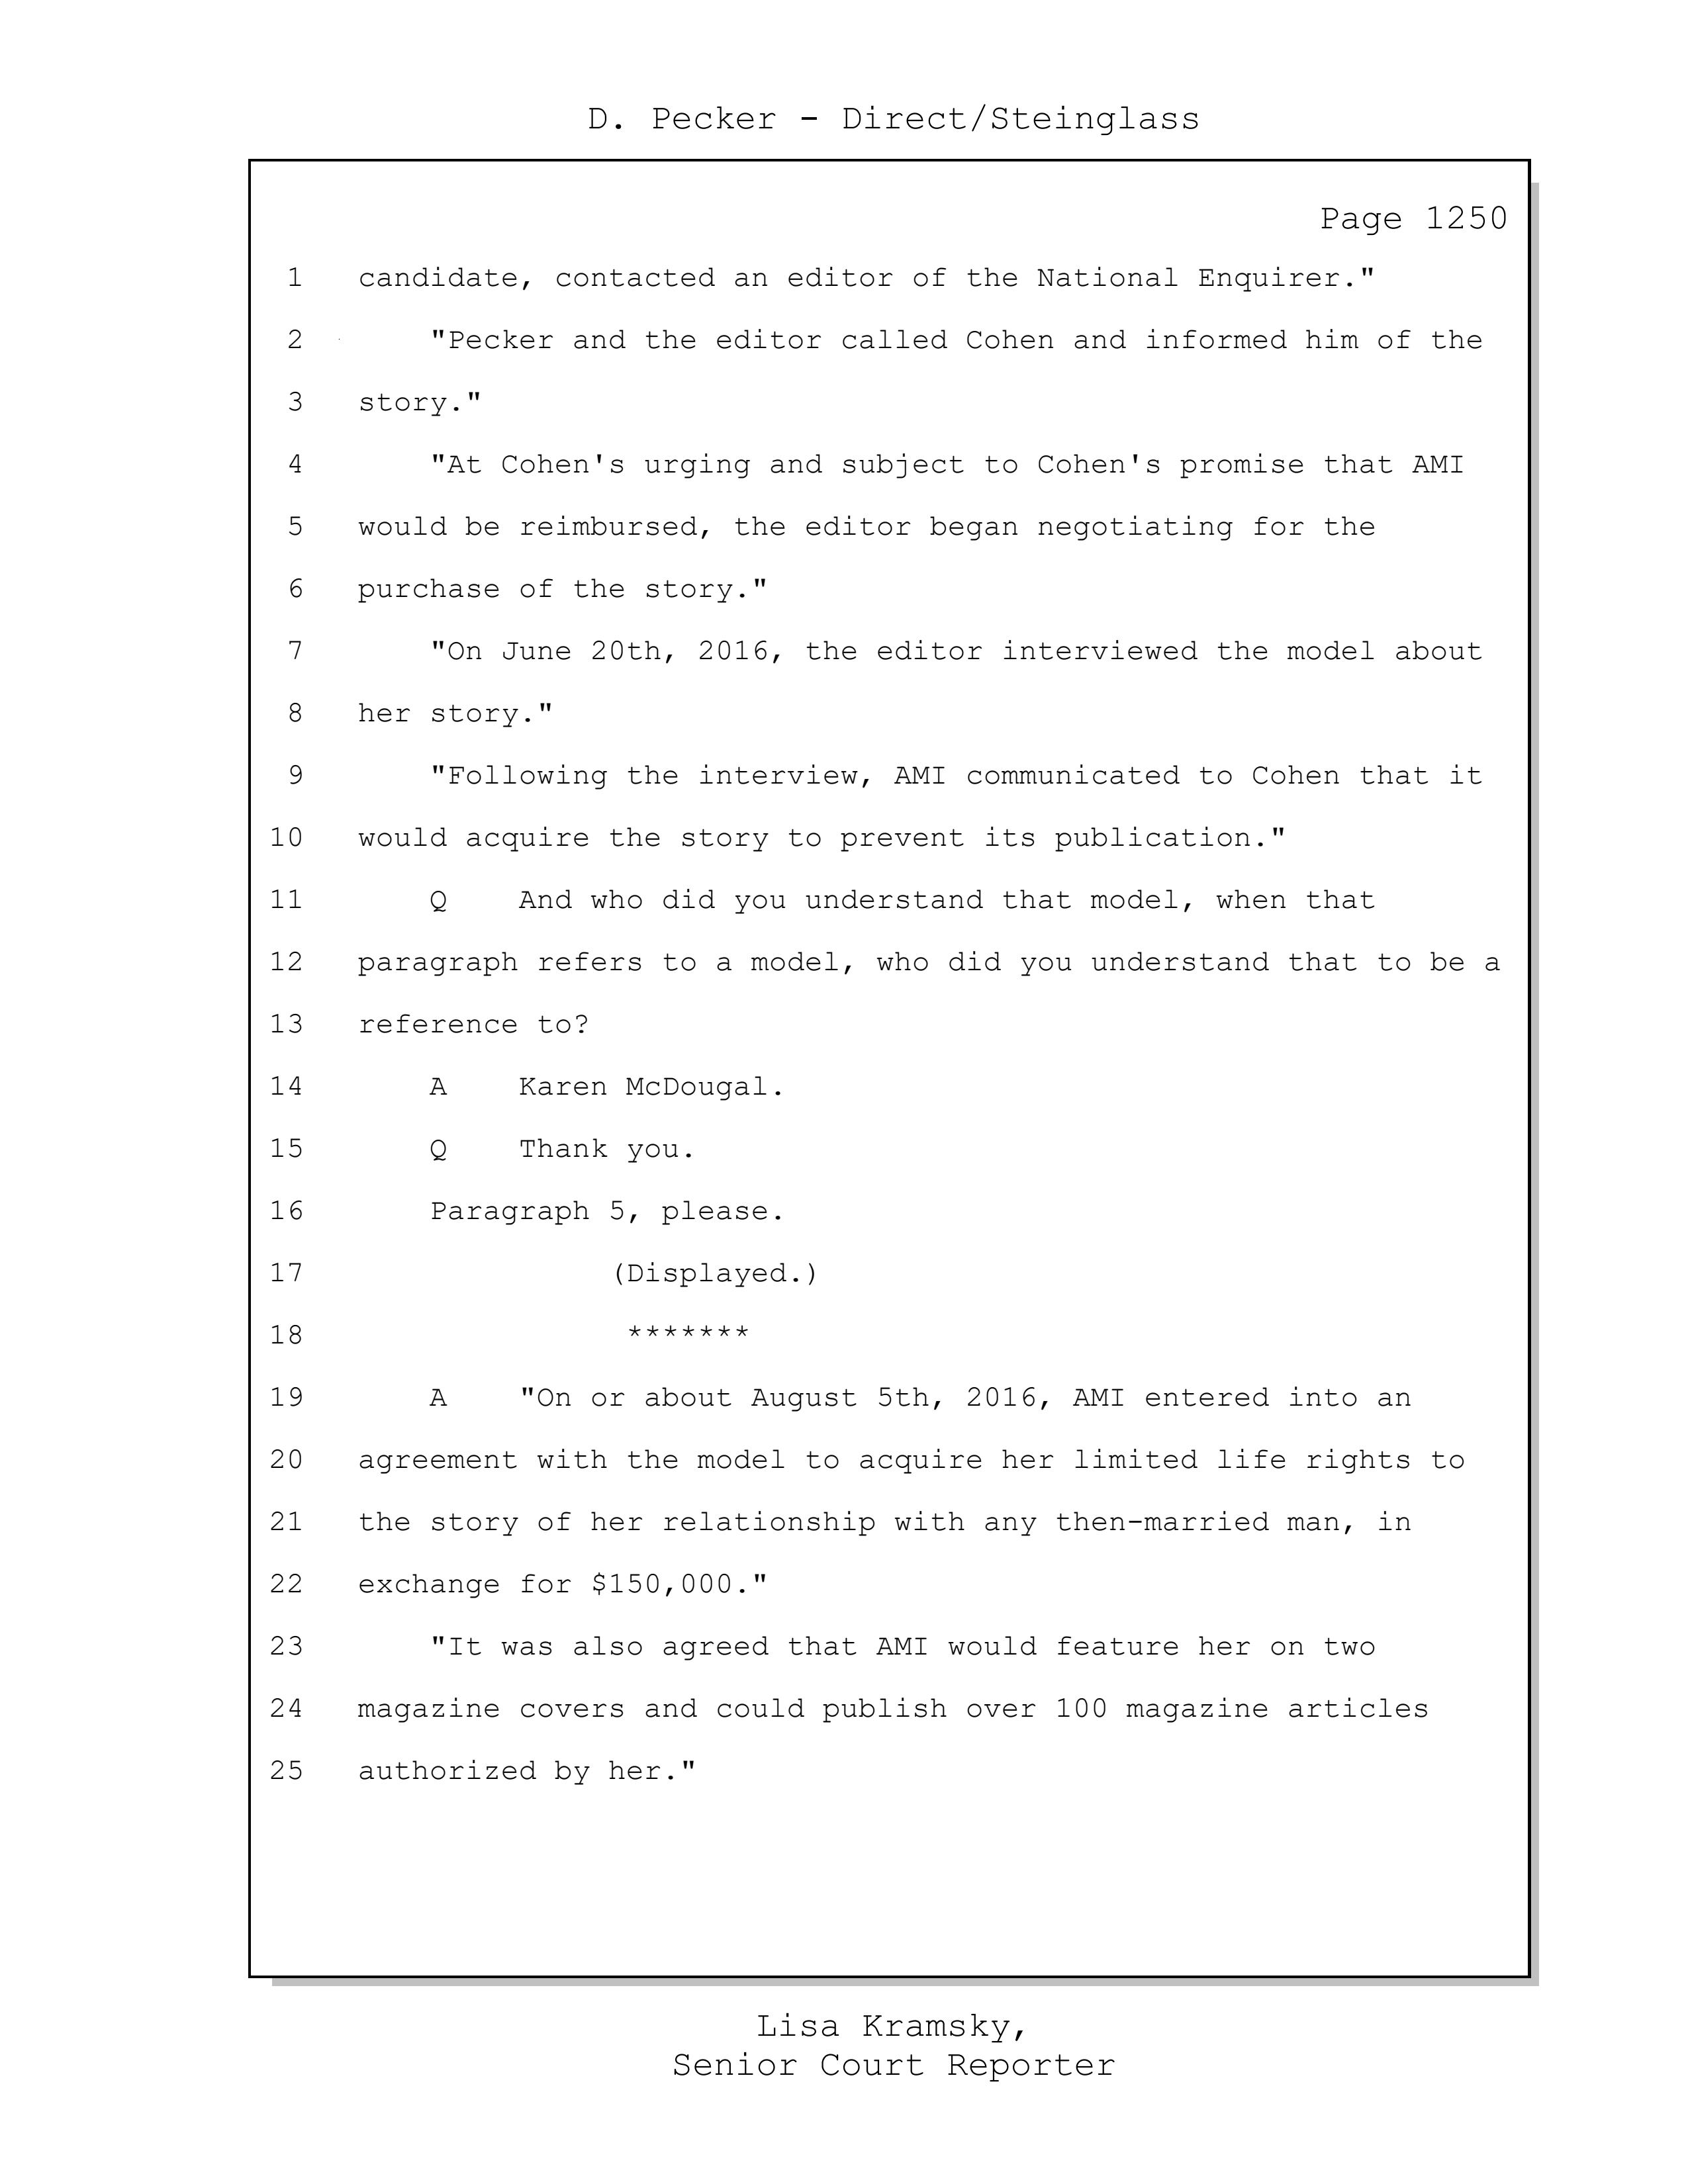 D. Pecker - Direct/Steinglass
Page 1250
1 candidate, contacted an editor of the National Enquirer."
2 "Pecker and the editor called Cohen and informed him of the
3 story."
4 "At Cohen's urging and subject to Cohen's promise that AMI
5 would be reimbursed, the editor began negotiating for the
6 purchase of the story."
7 "On June 20th, 2016, the editor interviewed the model about
8 her story."
9 "Following the interview, AMI communicated to Cohen that it
10 would acquire the story to prevent its publication."
11 Q And who did you understand that model, when that
12 paragraph refers to a model, who did you understand that to be a
13 reference to?
14 A Karen McDougal.
15 Q Thank you.
16 Paragraph 5, please.
17 (Displayed.)
18 *******
19 A "On or about August 5th, 2016, AMI entered into an
20 agreement with the model to acquire her limited life rights to
21 the story of her relationship with any then-married man, in
22 exchange for $150,000."
23 "It was also agreed that AMI would feature her on two
24 magazine covers and could publish over 100 magazine articles
25 authorized by her."
Lisa Kramsky,
Senior Court Reporter